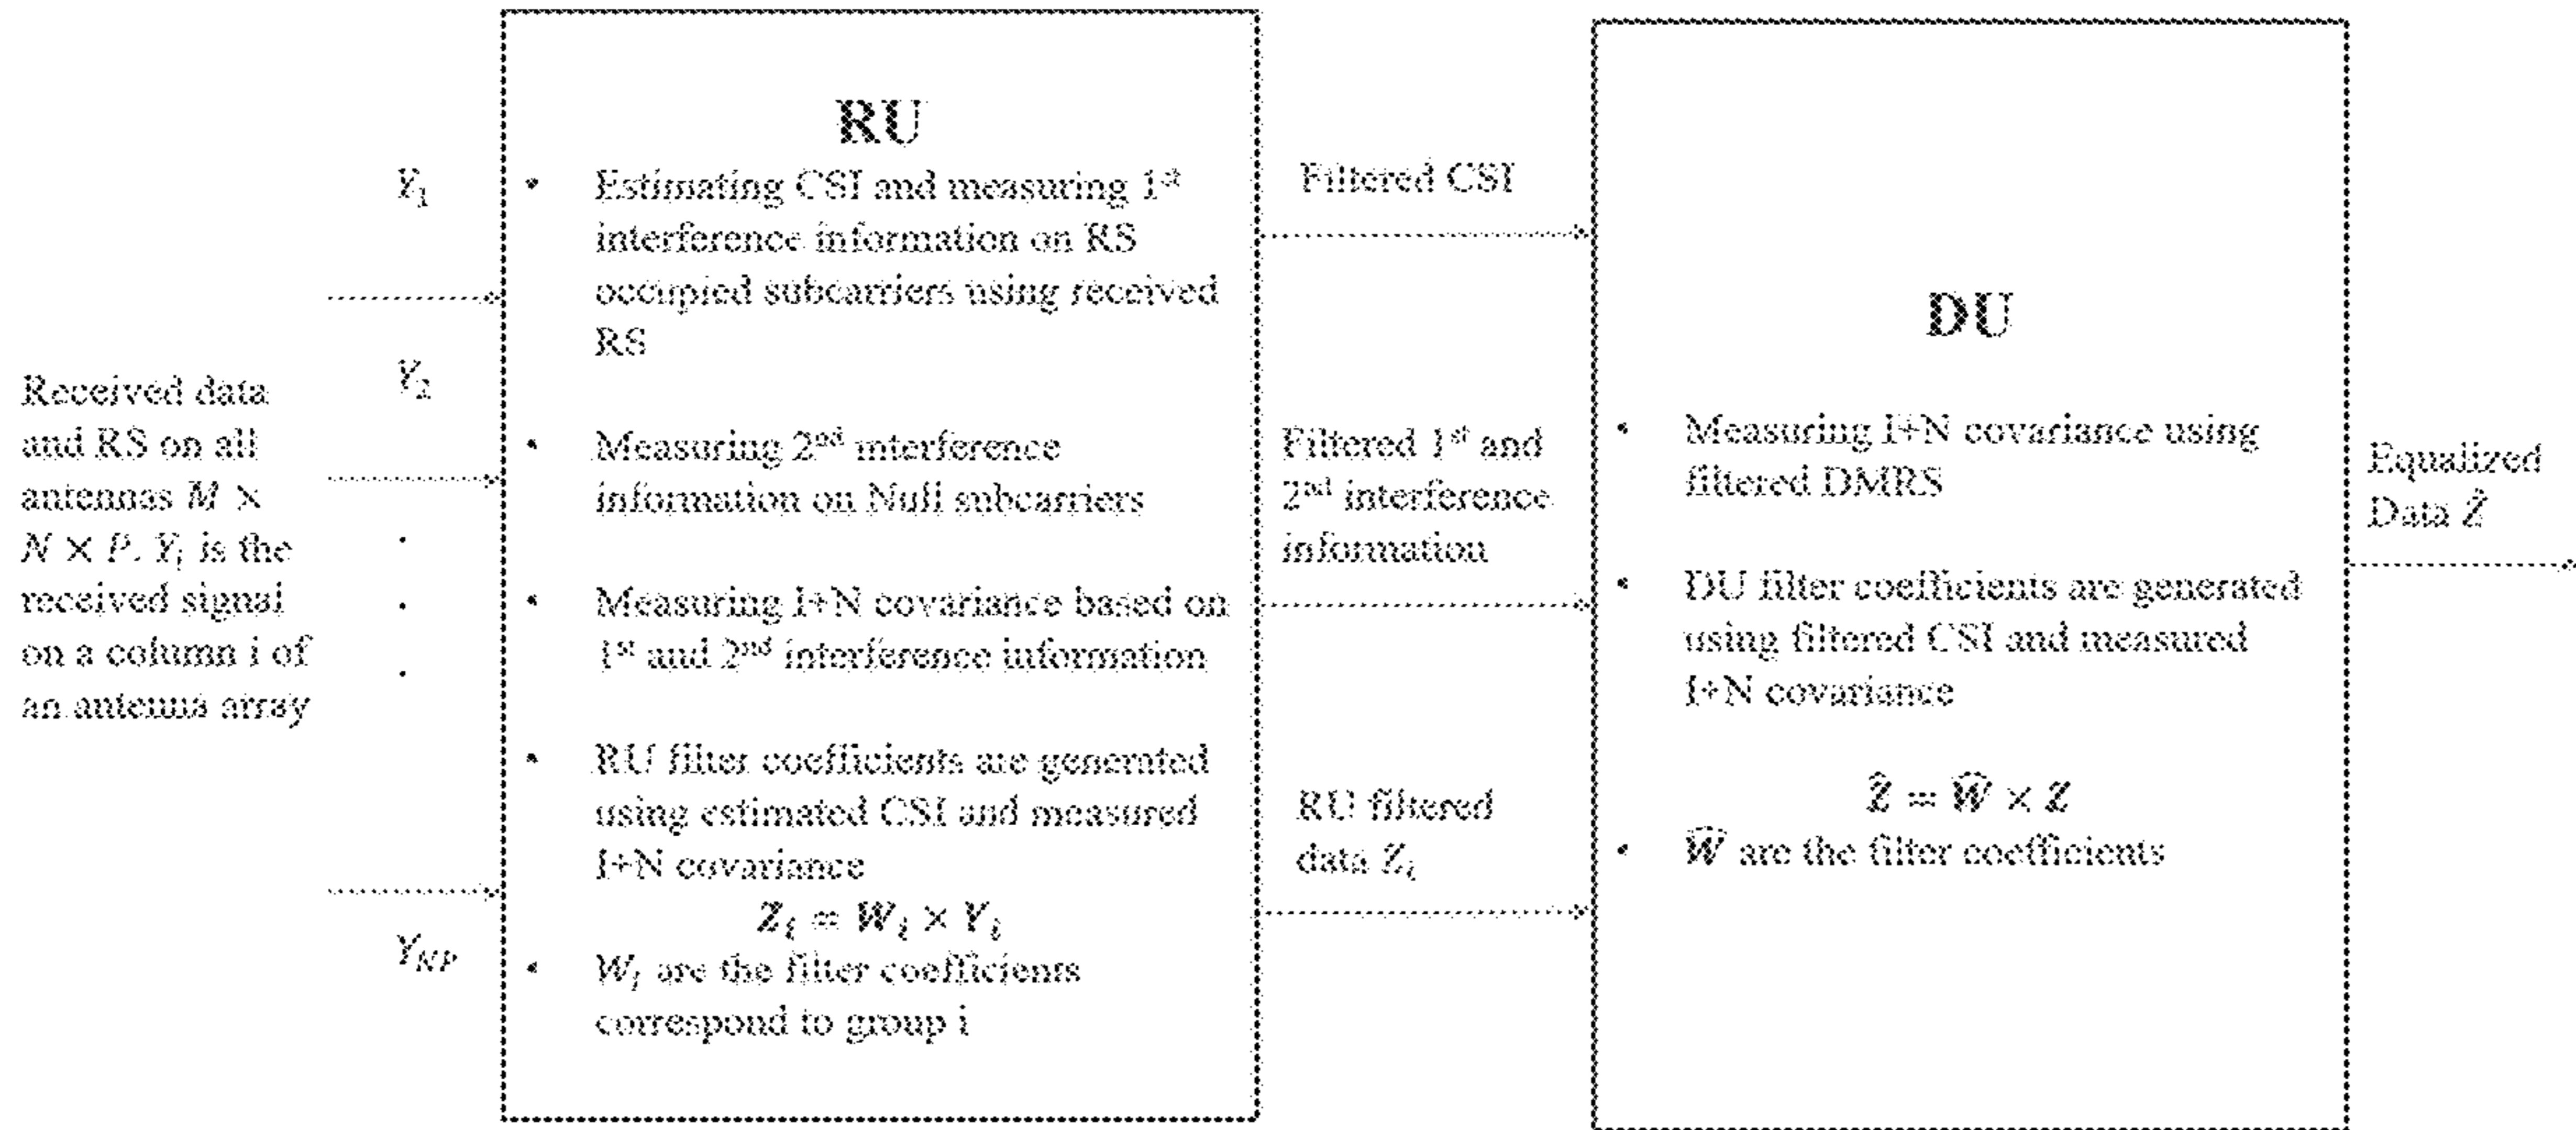 Received data
and RS on all
antennas M ×
N × P. Yᵢ is the
received signal
on a column i of
an antenna array
Y₁
Y₂
.
.
.
Y_NP
RU
• Estimating CSI and measuring 1ˢᵗ
interference information on RS
occupied subcarriers using received
RS
• Measuring 2ⁿᵈ interference
information on Null subcarriers
• Measuring I+N covariance based on
1ˢᵗ and 2ⁿᵈ interference information
• RU filter coefficients are generated
using estimated CSI and measured
I+N covariance
Zᵢ = Wᵢ × Yᵢ
• Wᵢ are the filter coefficients
correspond to group i
Filtered CSI
Filtered 1ˢᵗ and
2ⁿᵈ interference
information
RU filtered
data Zᵢ
DU
• Measuring I+N covariance using
filtered DMRS
• DU filter coefficients are generated
using filtered CSI and measured
I+N covariance
Ẑ = Ŵ × Z
• Ŵ are the filter coefficients
Equalized
Data Ẑ